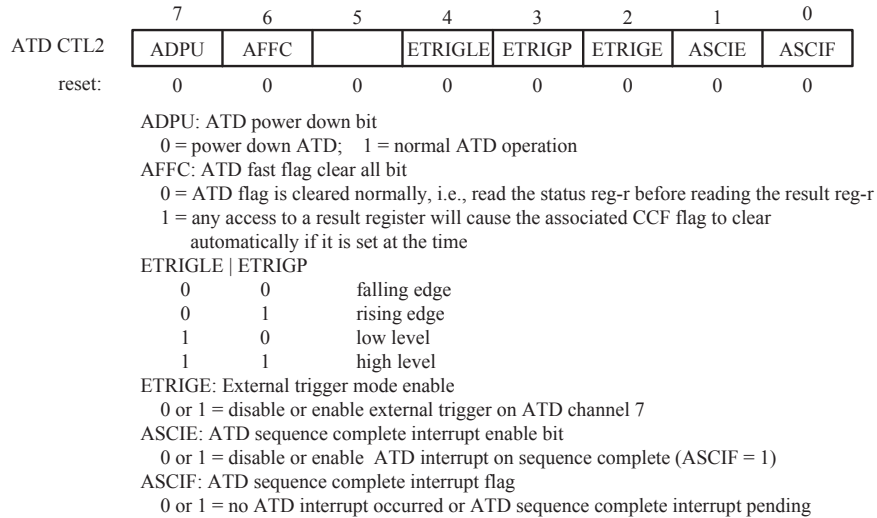 7 6 5 4 3 2 1 0
ATD CTL2 ADPU AFFC ETRIGLE ETRIGP ETRIGE ASCIE ASCIF
reset: 0 0 0 0 0 0 0 0
ADPU: ATD power down bit
0 = power down ATD; 1 = normal ATD operation
AFFC: ATD fast flag clear all bit
0 = ATD flag is cleared normally, i.e., read the status reg-r before reading the result reg-r
1 = any access to a result register will cause the associated CCF flag to clear
automatically if it is set at the time
ETRIGLE | ETRIGP
0 0 falling edge
0 1 rising edge
1 0 low level
1 1 high level
ETRIGE: External trigger mode enable
0 or 1 = disable or enable external trigger on ATD channel 7
ASCIE: ATD sequence complete interrupt enable bit
0 or 1 = disable or enable ATD interrupt on sequence complete (ASCIF = 1)
ASCIF: ATD sequence complete interrupt flag
0 or 1 = no ATD interrupt occurred or ATD sequence complete interrupt pending